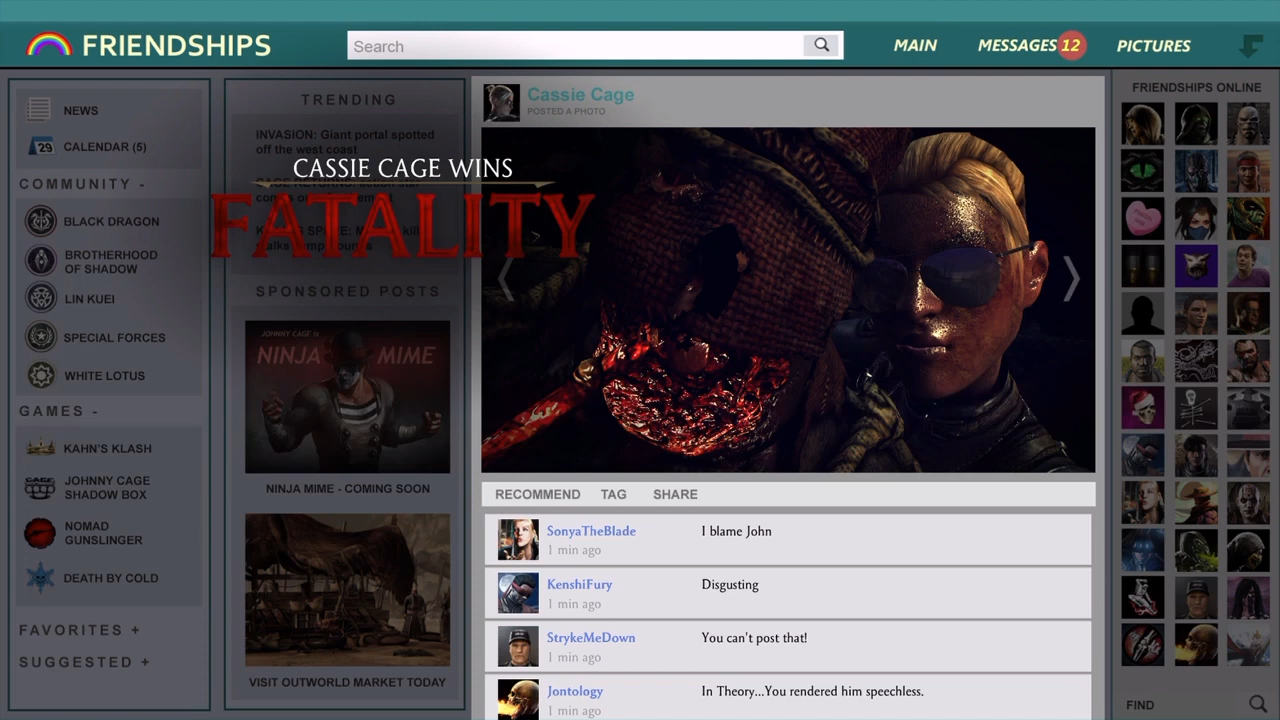 FRIENDSHIPS
Search
MAIN
MESSAGES 12
PICTURES
NEWS
29
CALENDAR (5)
COMMUNITY -
BLACK DRAGON
BROTHERHOOD
OF SHADOW
LIN KUEI
SPECIAL FORCES
WHITE LOTUS
GAMES -
KAHN'S KLASH
JOHNNY CAGE
SHADOW BOX
NOMAD
GUNSLINGER
DEATH BY COLD
FAVORITES +
SUGGESTED +
TRENDING
INVASION: Giant portal spotted
off the west coast
CASSIE CAGE WINS
FATALITY
SPONSORED POSTS
JOHNNY CAGE is
NINJA MIME
NINJA MIME - COMING SOON
VISIT OUTWORLD MARKET TODAY
Cassie Cage
POSTED A PHOTO
RECOMMEND TAG SHARE
SonyaTheBlade I blame John
1 min ago
KenshiFury Disgusting
1 min ago
StrykeMeDown You can't post that!
1 min ago
Jontology In Theory...You rendered him speechless.
1 min ago
FRIENDSHIPS ONLINE
FIND